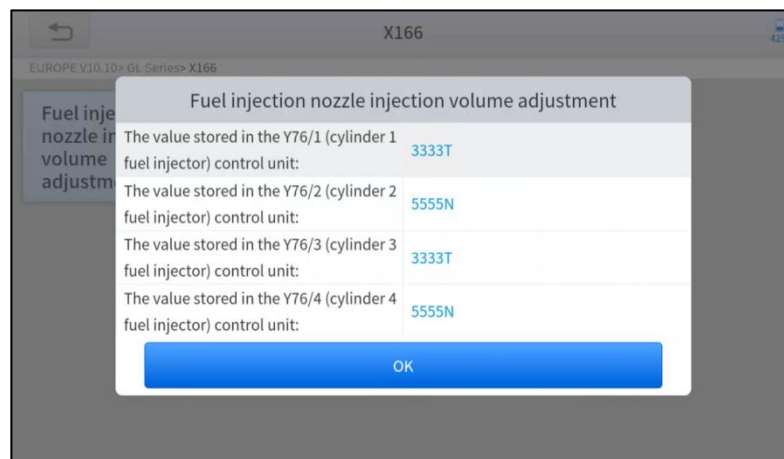 X166
42%
EUROPE V10.10> GL Series> X166
Fuel inje
nozzle in
volume
adjustm
Fuel injection nozzle injection volume adjustment
The value stored in the Y76/1 (cylinder 1
fuel injector) control unit:
3333T
The value stored in the Y76/2 (cylinder 2
fuel injector) control unit:
5555N
The value stored in the Y76/3 (cylinder 3
fuel injector) control unit:
3333T
The value stored in the Y76/4 (cylinder 4
fuel injector) control unit:
5555N
OK